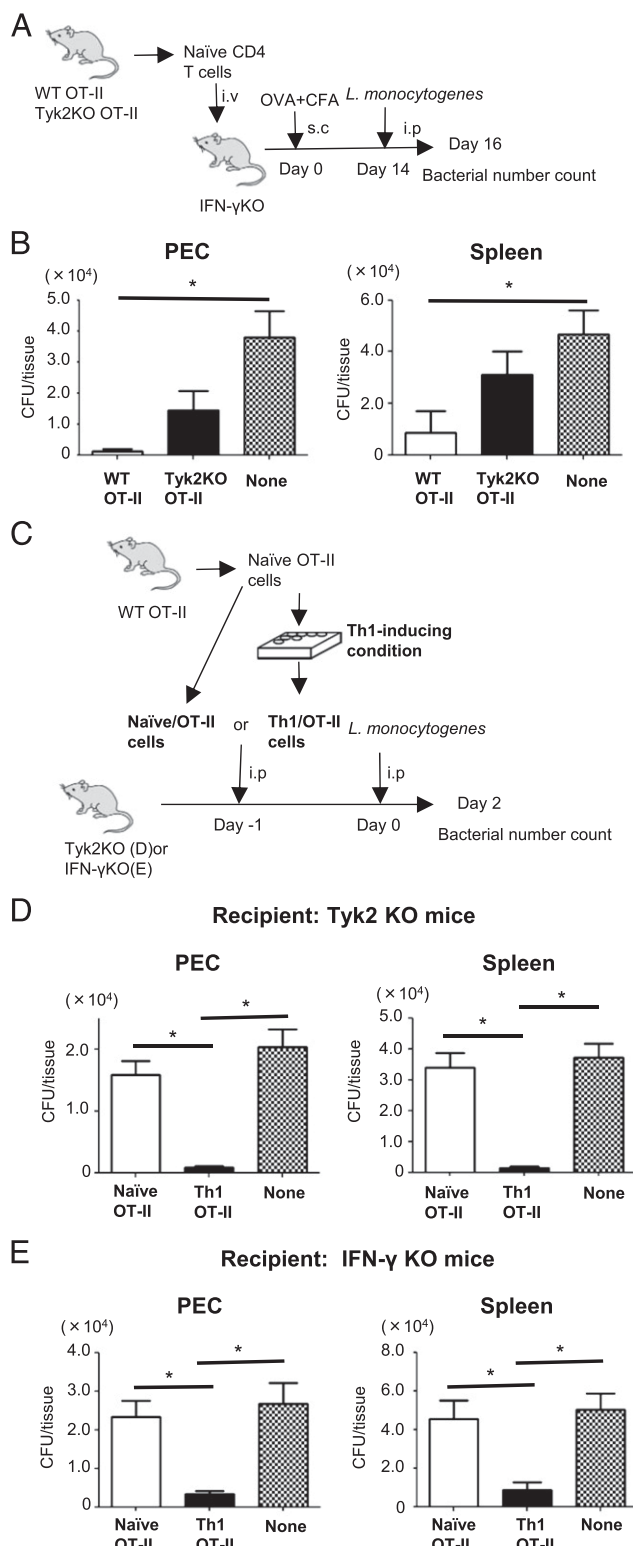 A
WT OT-II
Tyk2KO OT-II
Naïve CD4
T cells
i.v
IFN-γKO
OVA+CFA
L. monocytogenes
s.c
i.p
Day 0
Day 14
Day 16
Bacterial number count
B
PEC
(×10⁴)
CFU/tissue
5.0
4.0
3.0
2.0
1.0
0
*
WT
OT-II
Tyk2KO
OT-II
None
Spleen
(×10⁴)
CFU/tissue
6.0
4.0
2.0
0
*
WT
OT-II
Tyk2KO
OT-II
None
C
WT OT-II
Naïve OT-II
cells
Th1-inducing
condition
Naïve/OT-II
cells
or
Th1/OT-II
cells
L. monocytogenes
i.p
i.p
Day -1
Day 0
Day 2
Bacterial number count
Tyk2KO (D)or
IFN-γKO(E)
D
Recipient: Tyk2 KO mice
PEC
(×10⁴)
CFU/tissue
2.0
1.0
0
*
*
Naïve
OT-II
Th1
OT-II
None
Spleen
(×10⁴)
CFU/tissue
5.0
4.0
3.0
2.0
1.0
0
*
*
Naïve
OT-II
Th1
OT-II
None
E
Recipient: IFN-γ KO mice
PEC
(×10⁴)
CFU/tissue
4.0
3.0
2.0
1.0
0
*
*
Naïve
OT-II
Th1
OT-II
None
Spleen
(×10⁴)
CFU/tissue
8.0
6.0
4.0
2.0
0
*
*
Naïve
OT-II
Th1
OT-II
None